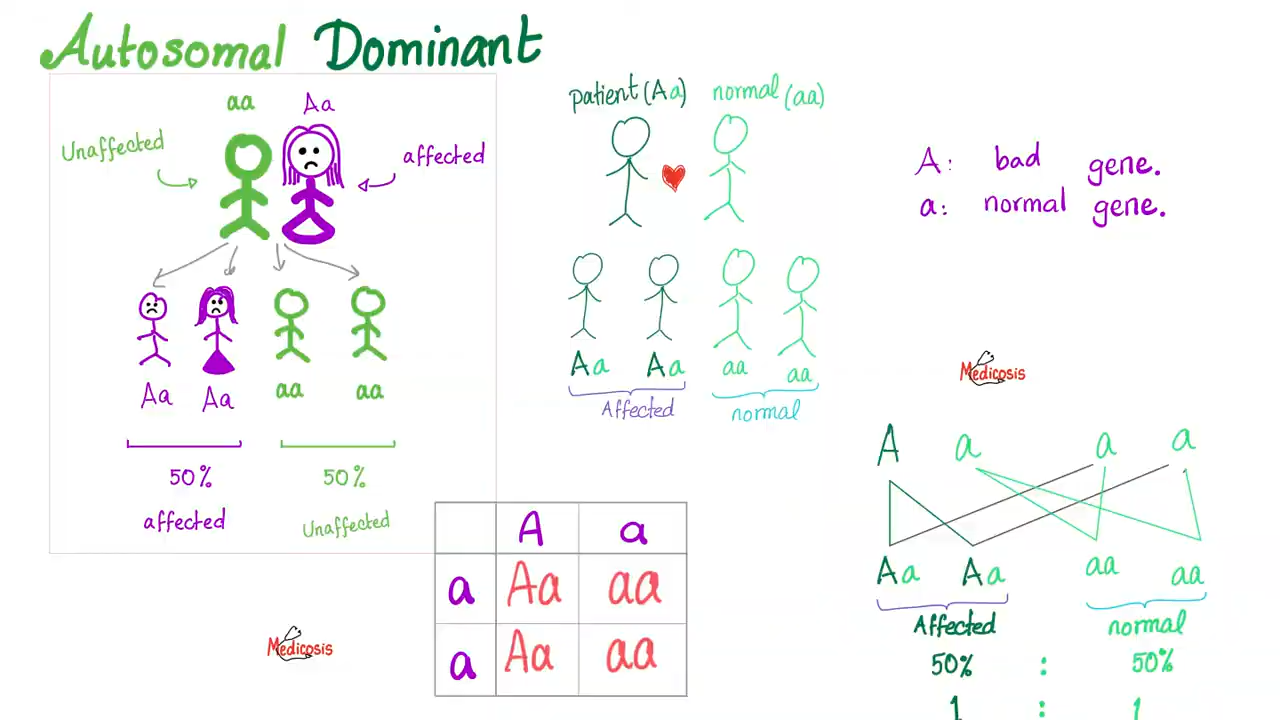 Autosomal Dominant
aa Aa
Unaffected
affected
Aa Aa aa aa
50% 50%
affected Unaffected
patient (Aa) normal (aa)
Aa Aa aa aa
Affected normal
A: bad gene.
a: normal gene.
Medicosis
A a a a
Aa Aa aa aa
Affected normal
50% : 50%
1 : 1
A a
a Aa aa
a Aa aa
Medicosis